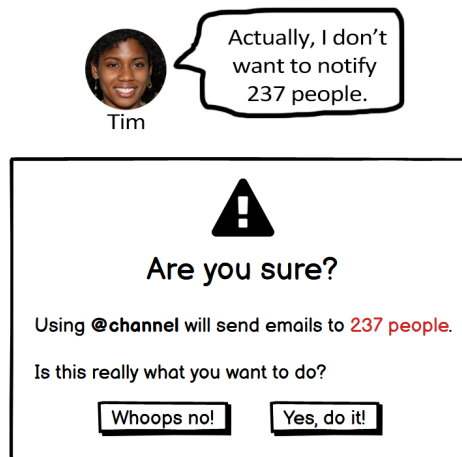 Actually, I don’t
want to notify
237 people.
Tim
Are you sure?
Using @channel will send emails to 237 people.
Is this really what you want to do?
Whoops no!
Yes, do it!